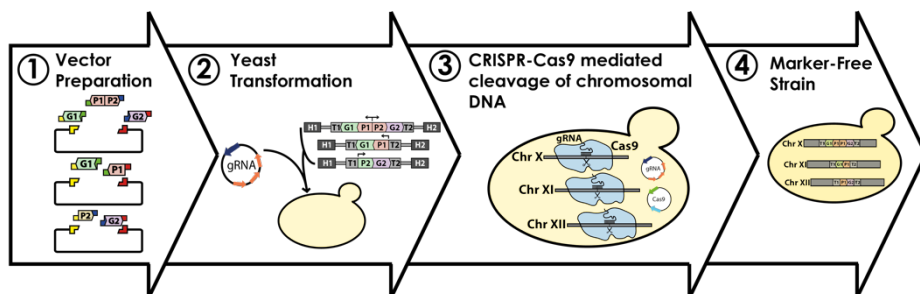 1 Vector
Preparation
P1 P2
G1 G2
G1 P1
P2 G2
2 Yeast
Transformation
gRNA
H1 T1 G1 P1 P2 G2 T2 H2
H1 T1 G1 P1 T2 H2
H1 T1 P2 G2 T2 H2
3 CRISPR-Cas9 mediated
cleavage of chromosomal
DNA
gRNA
Cas9
Chr X
gRNA
Chr XI
Cas9
Chr XII
4 Marker-Free
Strain
Chr X
Chr XI
Chr XII